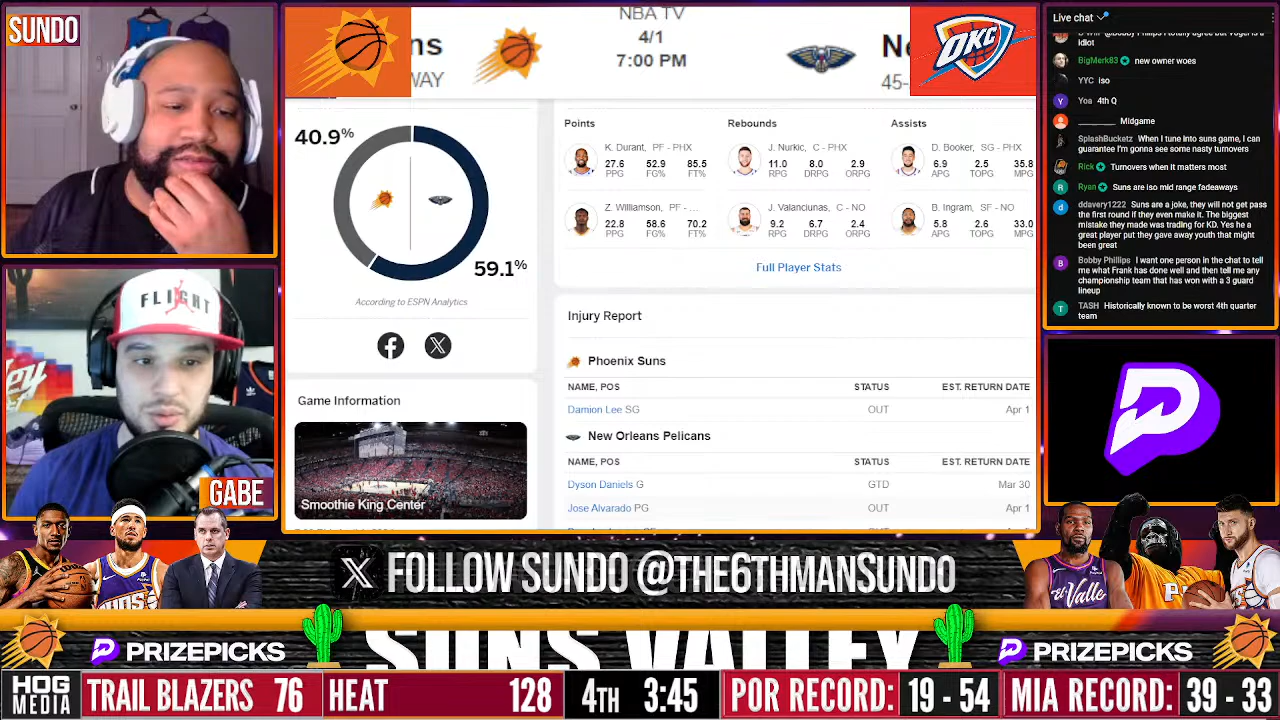 SUNDO
FLIGHT
GABE
ns
WAY
NBA TV
4/1
7:00 PM
Ne
45-
OKC
40.9%
59.1%
According to ESPN Analytics
Game Information
Smoothie King Center
Points
Rebounds
Assists
K. Durant, PF - PHX
27.6 52.9 85.5
PPG FG% FT%
J. Nurkic, C - PHX
11.0 8.0 2.9
RPG DRPG ORPG
D. Booker, SG - PHX
6.9 2.5 35.8
APG TOPG MPG
Z. Williamson, PF - ...
22.8 58.6 70.2
PPG FG% FT%
J. Valanciunas, C - NO
9.2 6.7 2.4
RPG DRPG ORPG
B. Ingram, SF - NO
5.8 2.6 33.0
APG TOPG MPG
Full Player Stats
Injury Report
Phoenix Suns
NAME, POS STATUS EST. RETURN DATE
Damion Lee SG OUT Apr 1
New Orleans Pelicans
NAME, POS STATUS EST. RETURN DATE
Dyson Daniels G GTD Mar 30
Jose Alvarado PG OUT Apr 1
Live chat
idiot
BigMerk83 new owner woes
YYC iso
Yoa 4th Q
Midgame
SplashBucketz When I tune into suns game, I can
guarantee I'm gonna see some nasty turnovers
Rick Turnovers when it matters most
Ryan Suns are iso mid range fadeaways
ddavery1222 Suns are a joke, they will not get pass
the first round if they even make it. The biggest
mistake they made was trading for KD. Yes he a
great player but they gave away youth that might
been great
Bobby Phillips I want one person in the chat to tell
me what Frank has done well and then tell me any
championship team that has won with a 3 guard
lineup
TASH Historically known to be worst 4th quarter
team
X FOLLOW SUNDO @THE6THMANSUNDO
El Valle
PRIZEPICKS
SUNS VALLEY
PRIZEPICKS
HOG MEDIA
TRAIL BLAZERS 76 HEAT 128 4TH 3:45 POR RECORD: 19 - 54 MIA RECORD: 39 - 33